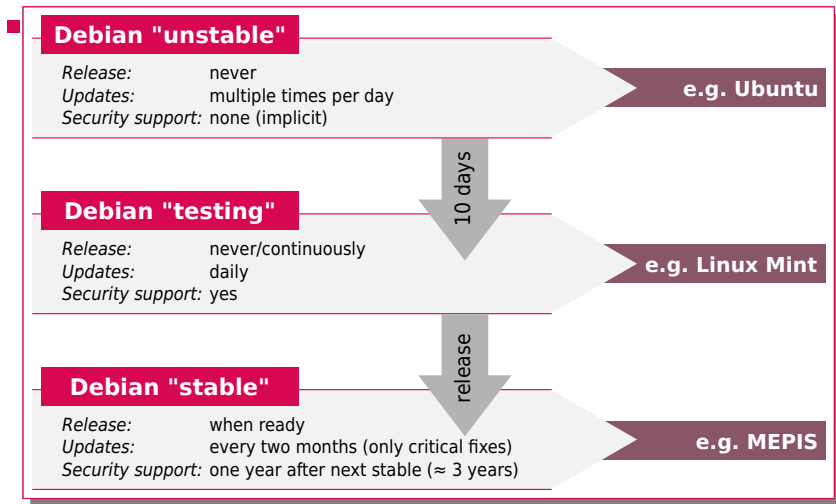 Debian "unstable"
Release: never
Updates: multiple times per day
Security support: none (implicit)
e.g. Ubuntu
10 days
Debian "testing"
Release: never/continuously
Updates: daily
Security support: yes
e.g. Linux Mint
release
Debian "stable"
Release: when ready
Updates: every two months (only critical fixes)
Security support: one year after next stable (≈ 3 years)
e.g. MEPIS